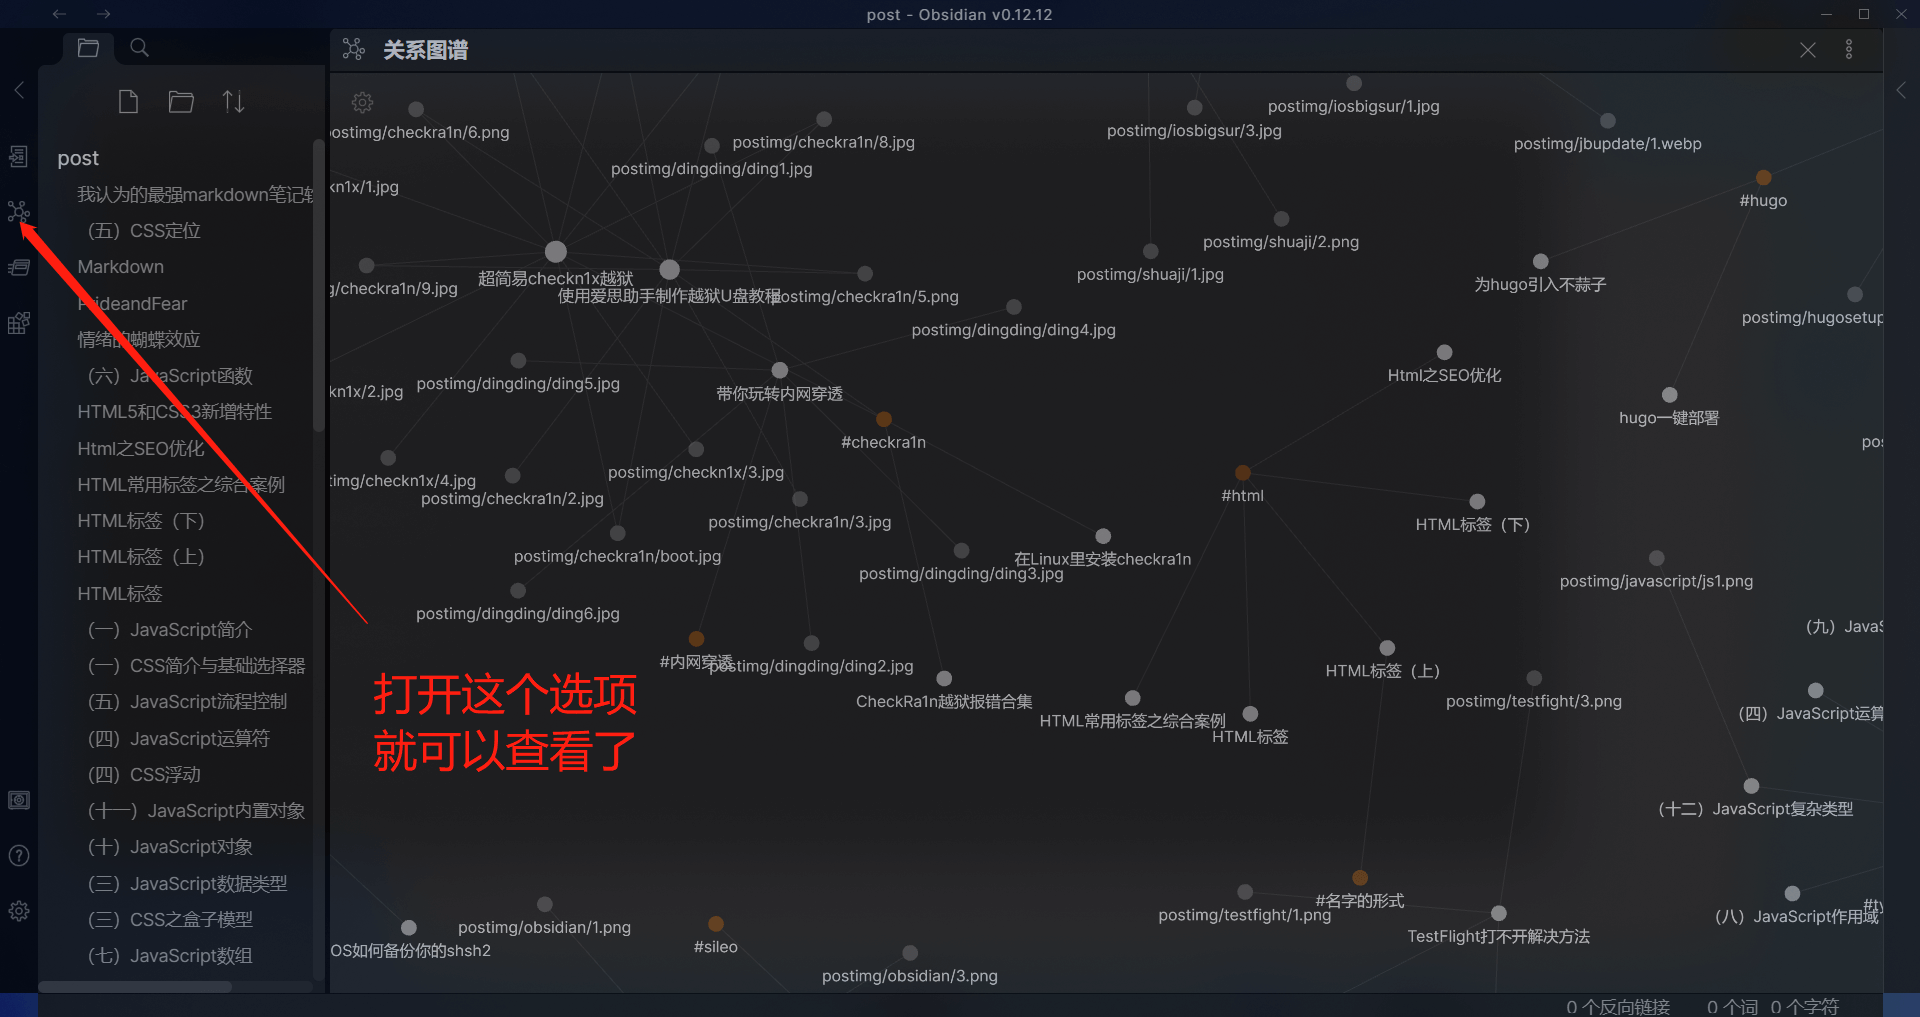 post - Obsidian v0.12.12
关系图谱
post
我认为的最强markdown笔记软
（五）CSS定位
Markdown
PrideandFear
情绪的蝴蝶效应
（六）JavaScript函数
HTML5和CSS3新增特性
Html之SEO优化
HTML常用标签之综合案例
HTML标签（下）
HTML标签（上）
HTML标签
（一）JavaScript简介
（一）CSS简介与基础选择器
（五）JavaScript流程控制
（四）JavaScript运算符
（四）CSS浮动
（十一）JavaScript内置对象
（十）JavaScript对象
（三）JavaScript数据类型
（三）CSS之盒子模型
（七）JavaScript数组
postimg/iosbigsur/1.jpg
ostimg/checkra1n/6.png
postimg/iosbigsur/3.jpg
postimg/checkra1n/8.jpg
postimg/jbupdate/1.webp
postimg/dingding/ding1.jpg
kn1x/1.jpg
#hugo
postimg/shuaji/2.png
postimg/shuaji/1.jpg
超简易checkn1x越狱
为hugo引入不蒜子
g/checkra1n/9.jpg
使用爱思助手制作越狱U盘教程
ostimg/checkra1n/5.png
postimg/hugosetup
postimg/dingding/ding4.jpg
Html之SEO优化
postimg/dingding/ding5.jpg
kn1x/2.jpg
带你玩转内网穿透
hugo一键部署
#checkra1n
pos
postimg/checkn1x/3.jpg
timg/checkn1x/4.jpg
postimg/checkra1n/2.jpg
#html
postimg/checkra1n/3.jpg
HTML标签（下）
postimg/checkra1n/boot.jpg
在Linux里安装checkra1n
postimg/dingding/ding3.jpg
postimg/javascript/js1.png
postimg/dingding/ding6.jpg
（九）JavaS
#内网穿透
stimg/dingding/ding2.jpg
HTML标签（上）
CheckRa1n越狱报错合集
postimg/testfight/3.png
（四）JavaScript运算
HTML常用标签之综合案例
HTML标签
打开这个选项
就可以查看了
（十二）JavaScript复杂类型
#名字的形式
postimg/testfight/1.png
#ty
（八）JavaScript作用域
postimg/obsidian/1.png
TestFlight打不开解决方法
#sileo
OS如何备份你的shsh2
postimg/obsidian/3.png
0 个反向链接
0 个词
0 个字符